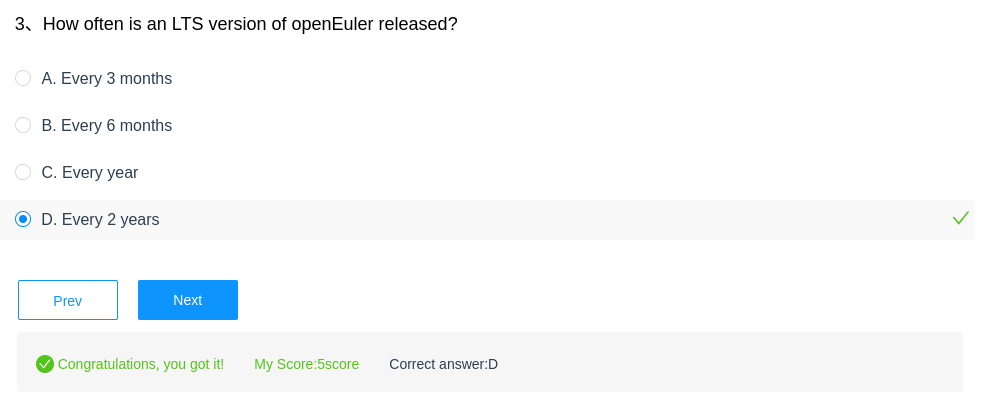 3、How often is an LTS version of openEuler released?
A. Every 3 months
B. Every 6 months
C. Every year
D. Every 2 years
Prev Next
Congratulations, you got it! My Score:5score Correct answer:D